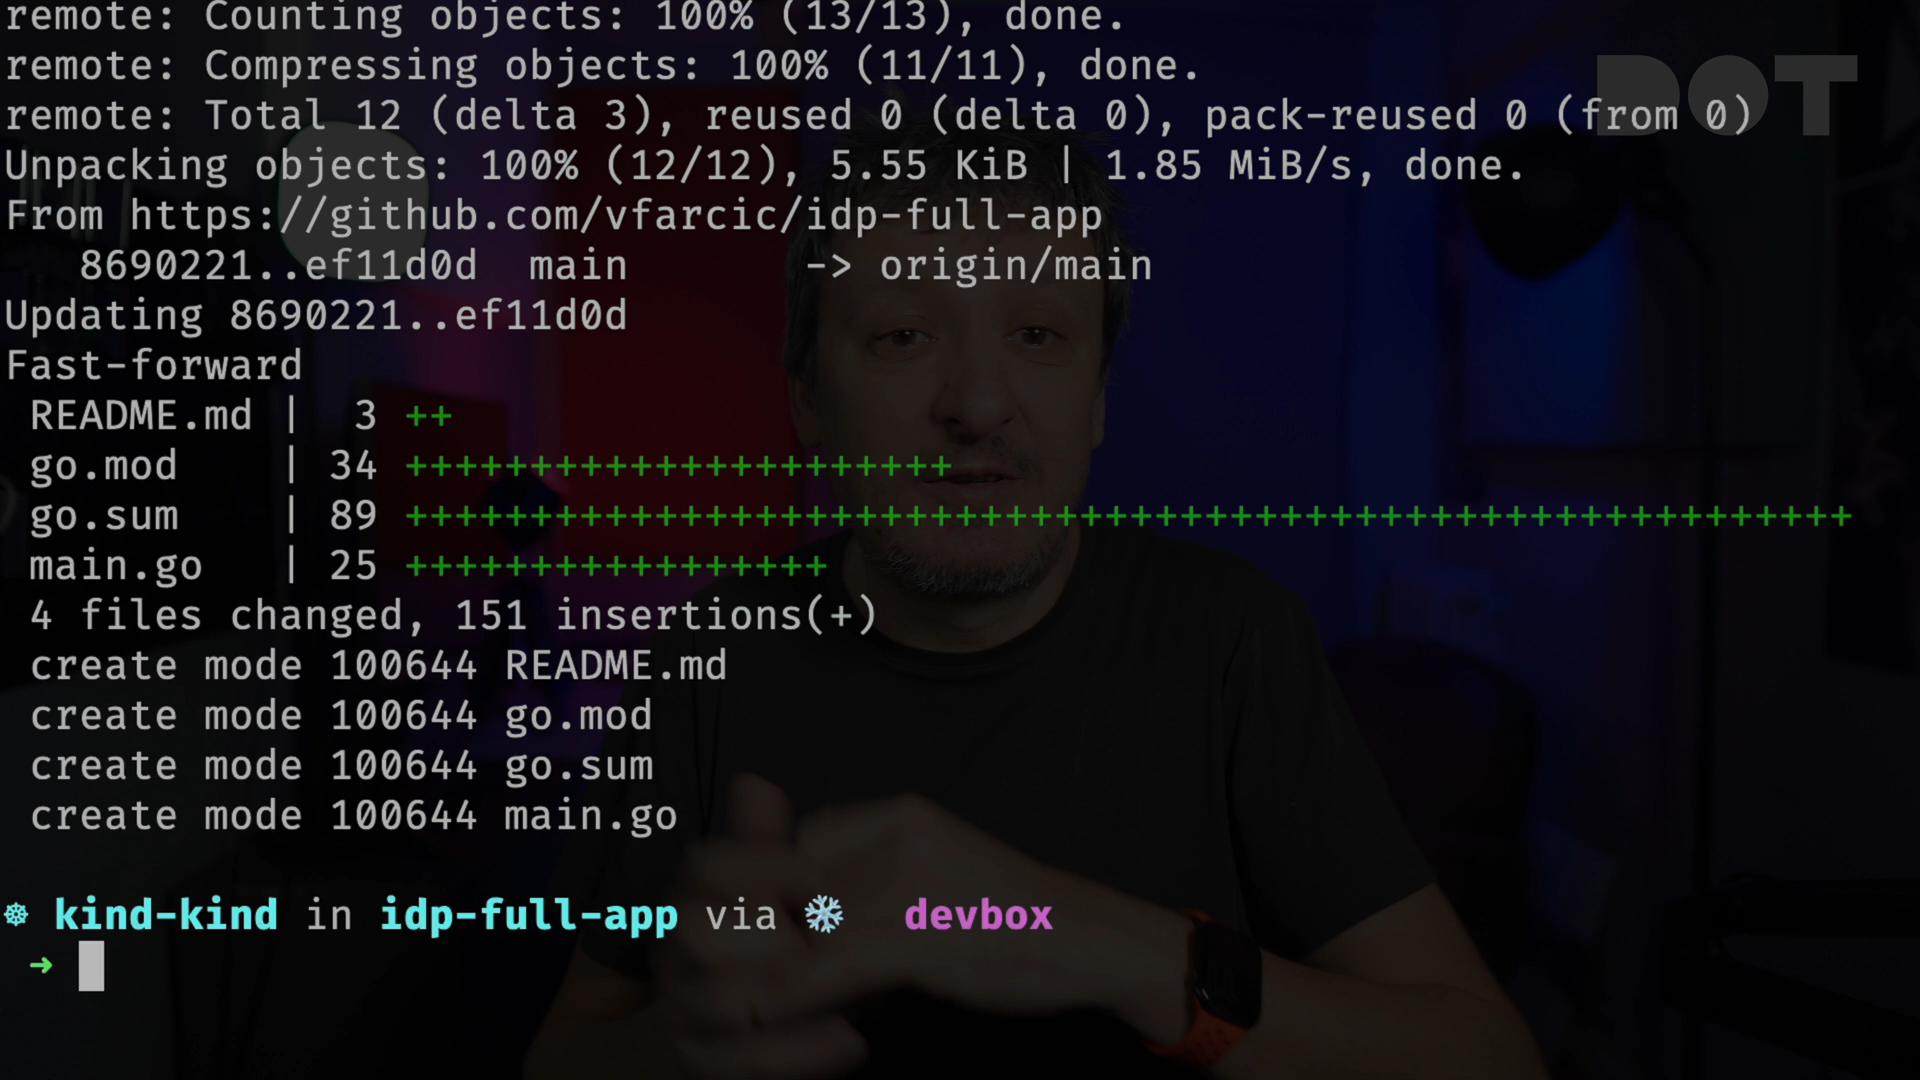 remote: Counting objects: 100% (13/13), done.
remote: Compressing objects: 100% (11/11), done.
DOT
remote: Total 12 (delta 3), reused 0 (delta 0), pack-reused 0 (from 0)
Unpacking objects: 100% (12/12), 5.55 KiB | 1.85 MiB/s, done.
From https://github.com/vfarcic/idp-full-app
   8690221..ef11d0d  main       -> origin/main
Updating 8690221..ef11d0d
Fast-forward
 README.md |  3 ++
 go.mod    | 34 ++++++++++++++++++++++
 go.sum    | 89 ++++++++++++++++++++++++++++++++++++++++++++++++++++++++++
 main.go   | 25 +++++++++++++++++
 4 files changed, 151 insertions(+)
 create mode 100644 README.md
 create mode 100644 go.mod
 create mode 100644 go.sum
 create mode 100644 main.go
☸ kind-kind in idp-full-app via ❄ devbox
➜